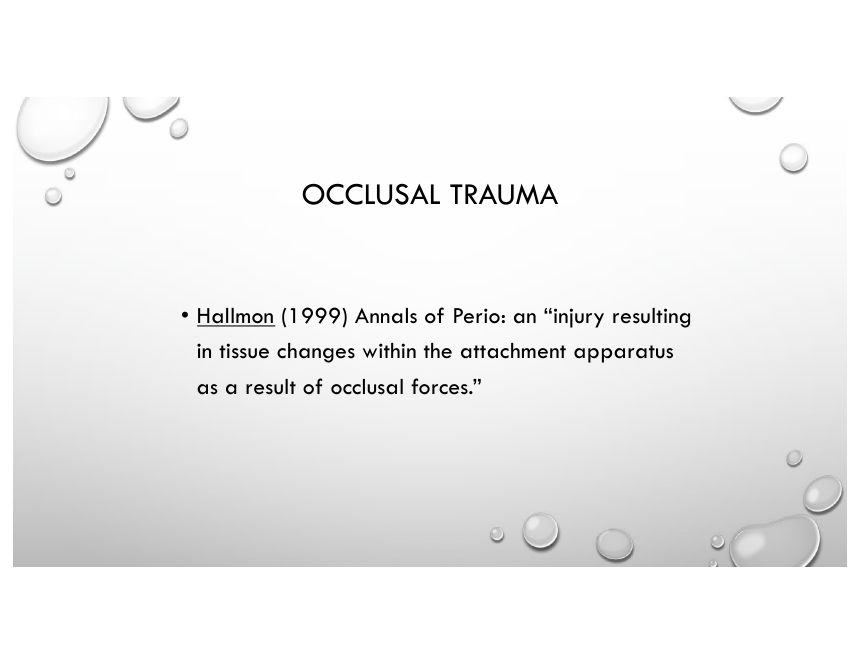 OCCLUSAL TRAUMA
• Hallmon (1999) Annals of Perio: an “injury resulting
in tissue changes within the attachment apparatus
as a result of occlusal forces.”